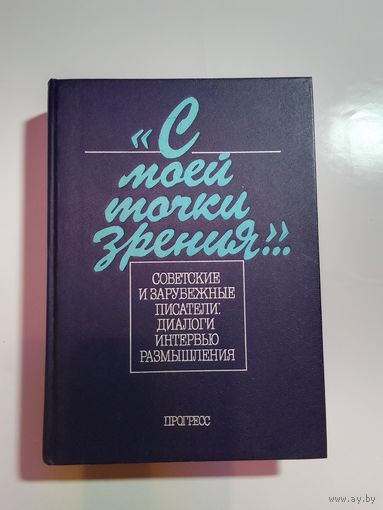 «С
моей
точки
зрения»...
СОВЕТСКИЕ
И ЗАРУБЕЖНЫЕ
ПИСАТЕЛИ:
ДИАЛОГИ
ИНТЕРВЬЮ
РАЗМЫШЛЕНИЯ
ПРОГРЕСС
www.ay.by